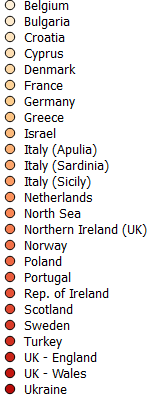 Belgium
Bulgaria
Croatia
Cyprus
Denmark
France
Germany
Greece
Israel
Italy (Apulia)
Italy (Sardinia)
Italy (Sicily)
Netherlands
North Sea
Northern Ireland (UK)
Norway
Poland
Portugal
Rep. of Ireland
Scotland
Sweden
Turkey
UK - England
UK - Wales
Ukraine